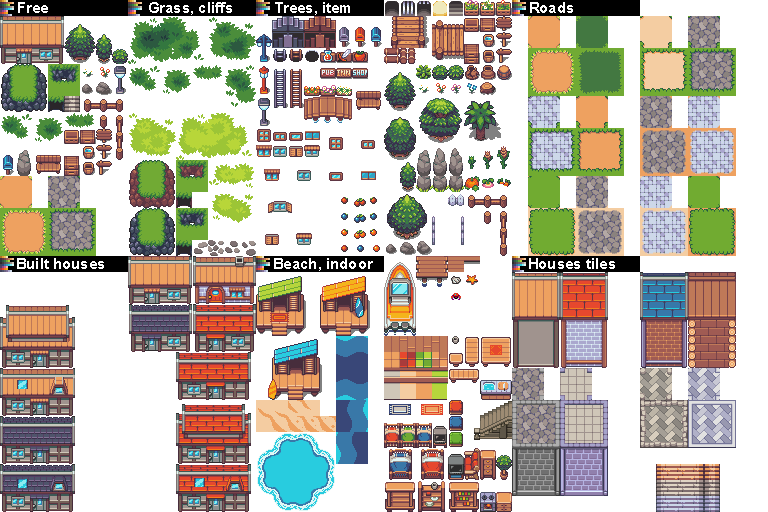 Free
Grass, cliffs
Trees, item
Roads
PUB INN SHOP
Built houses
Beach, indoor
Houses tiles